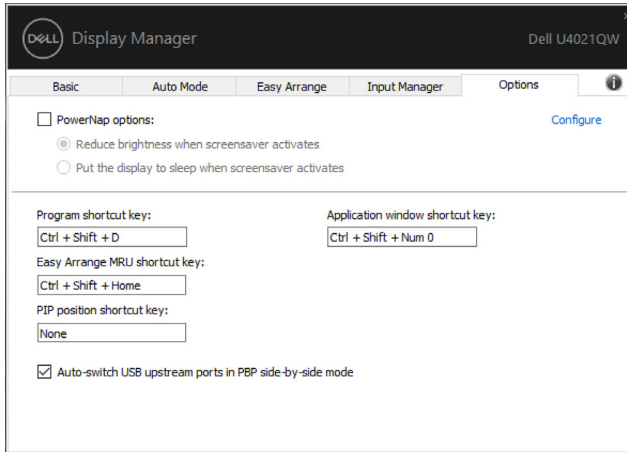 DELL Display Manager Dell U4021QW
Basic Auto Mode Easy Arrange Input Manager Options
PowerNap options: Configure
Reduce brightness when screensaver activates
Put the display to sleep when screensaver activates
Program shortcut key: Application window shortcut key:
Ctrl + Shift + D Ctrl + Shift + Num 0
Easy Arrange MRU shortcut key:
Ctrl + Shift + Home
PIP position shortcut key:
None
Auto-switch USB upstream ports in PBP side-by-side mode